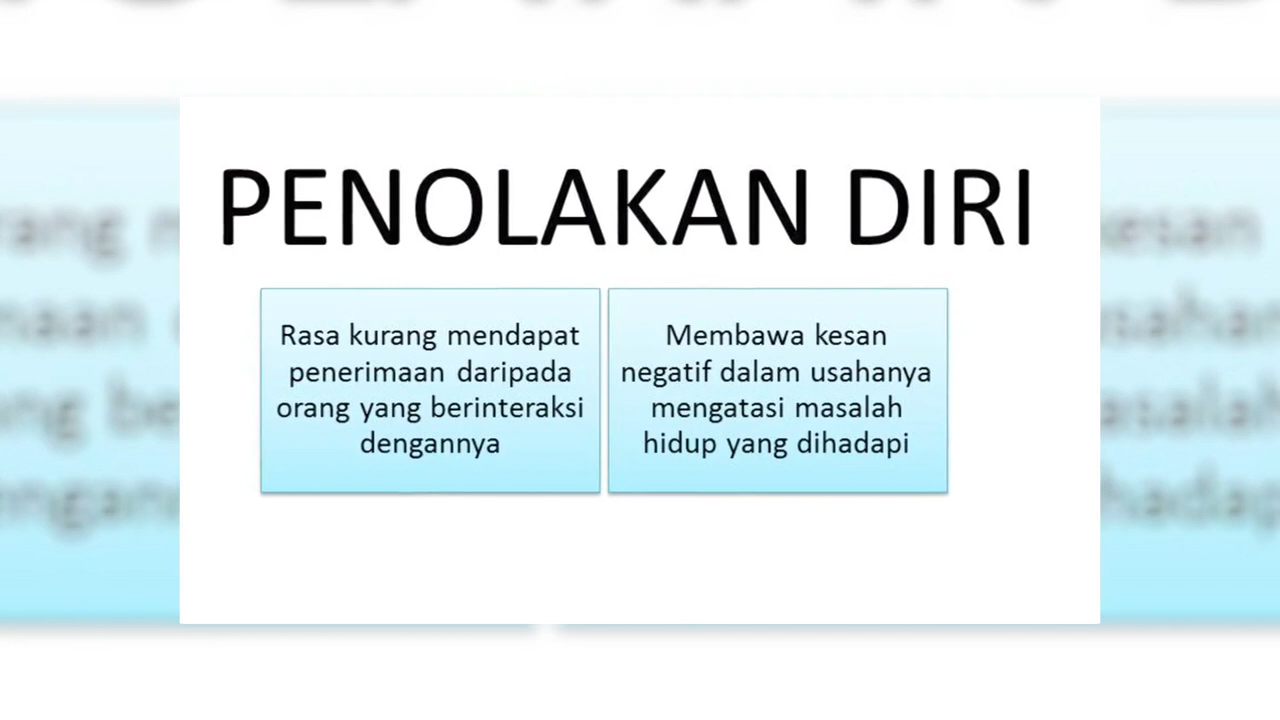 PENOLAKAN DIRI
Rasa kurang mendapat
penerimaan daripada
orang yang berinteraksi
dengannya
Membawa kesan
negatif dalam usahanya
mengatasi masalah
hidup yang dihadapi